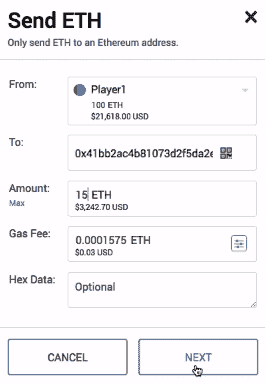 Send ETH
Only send ETH to an Ethereum address.
From:
Player1
100 ETH
$21,618.00 USD
To:
0x41bb2ac4b81073d2f5da2e
Amount:
Max
15 ETH
$3,242.70 USD
Gas Fee:
0.0001575 ETH
$0.03 USD
Hex Data:
Optional
CANCEL
NEXT